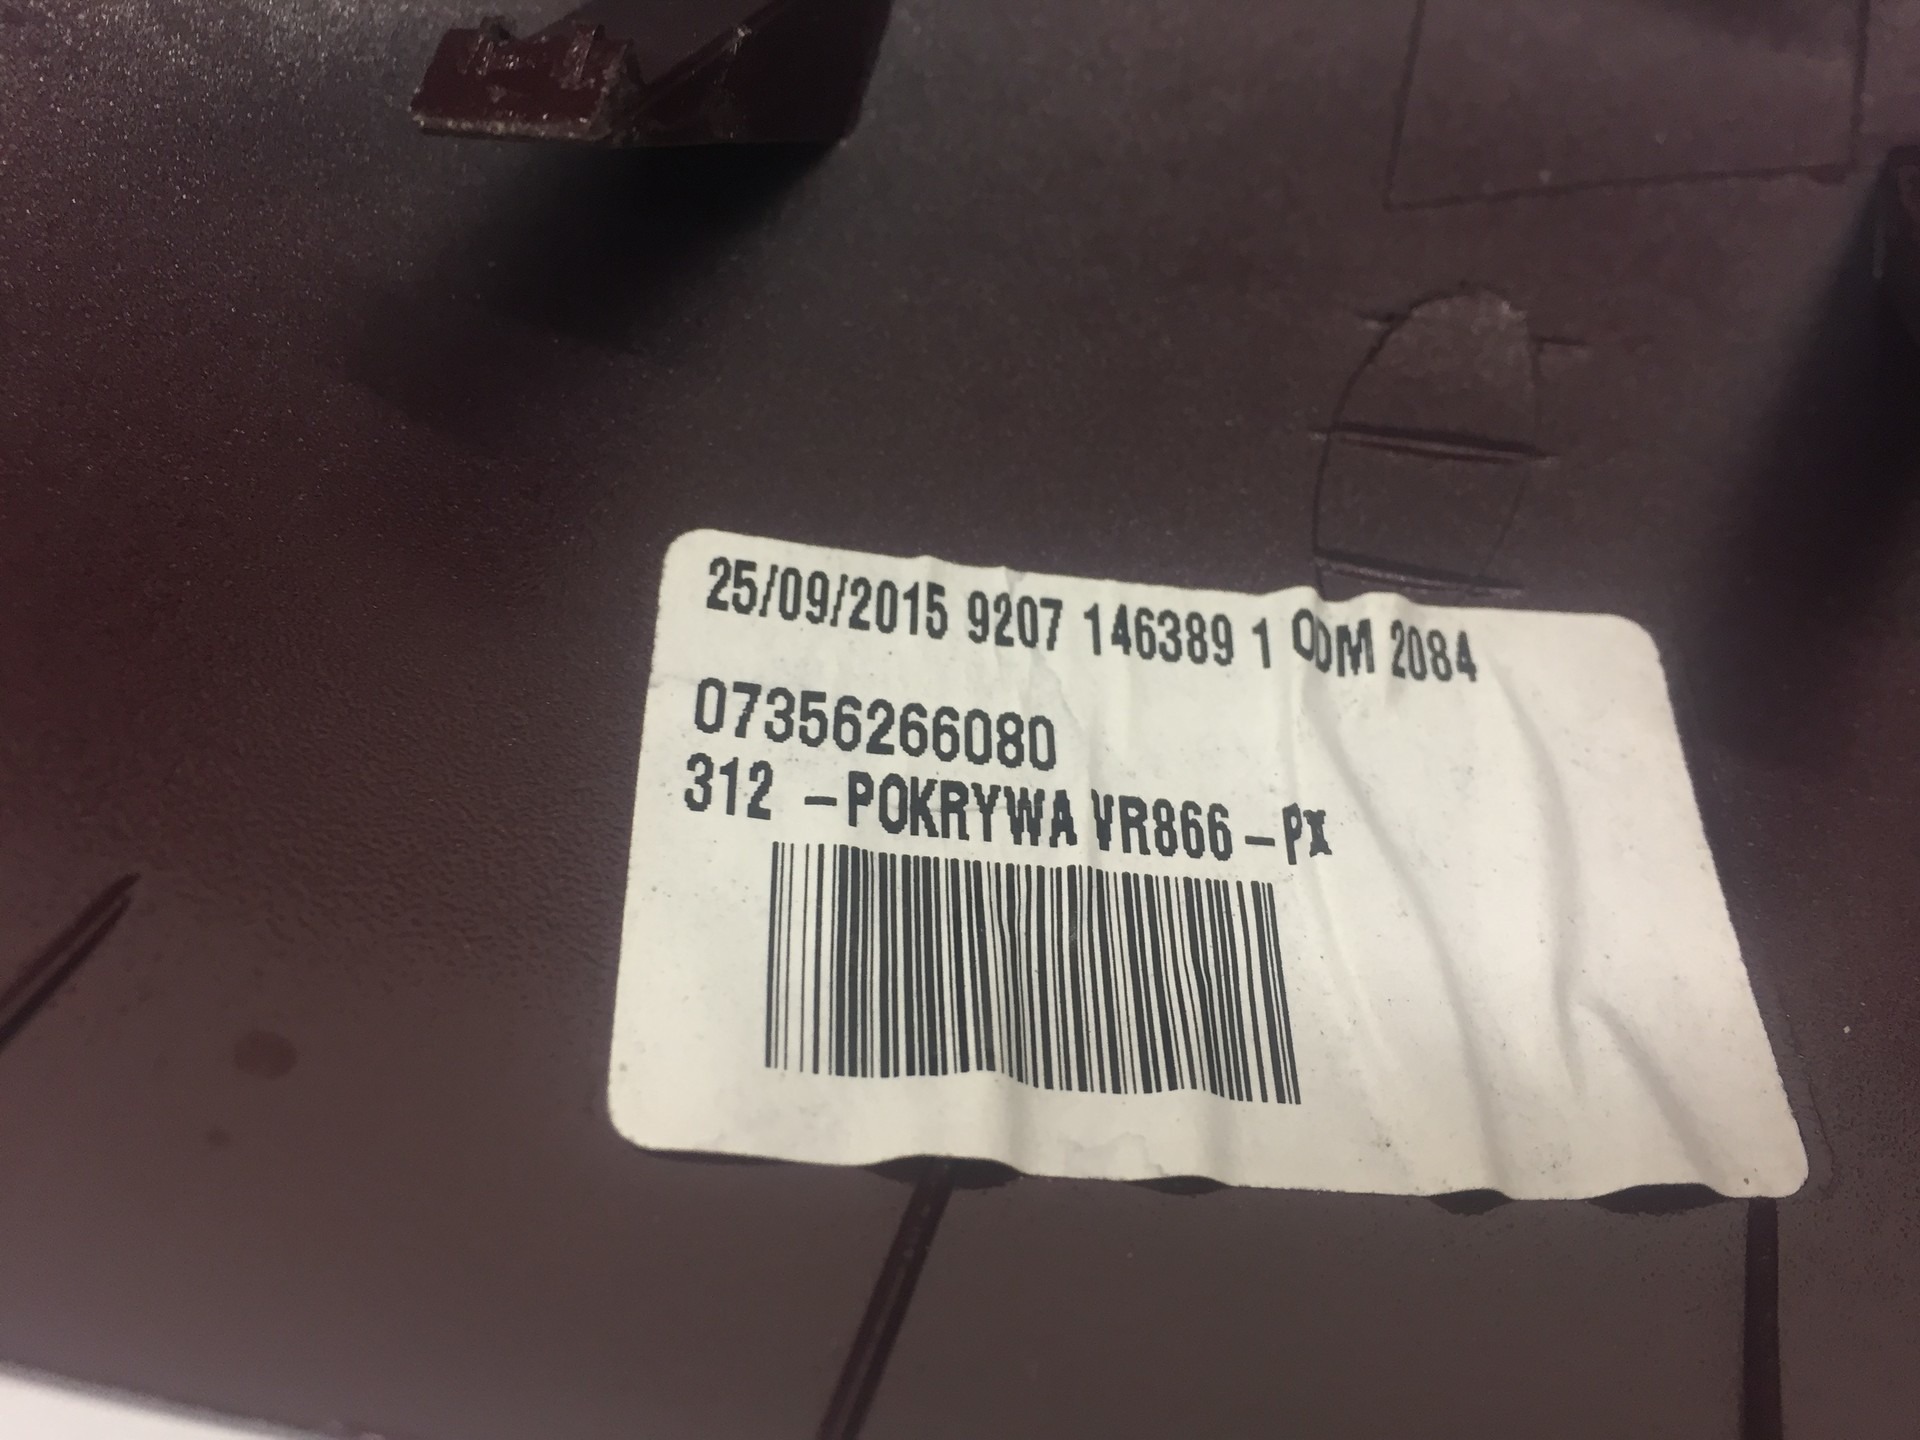 25/09/2015 9207 146389 1 ODM 2084
07356266080
312 -POKRYWA VR866-PX